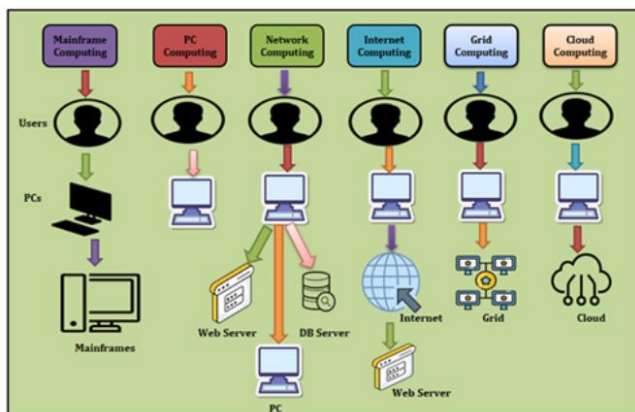 Mainframe
Computing
PC
Computing
Network
Computing
Internet
Computing
Grid
Computing
Cloud
Computing
Users
PCs
Web Server
DB Server
Internet
Grid
Cloud
Mainframes
Web Server
PC